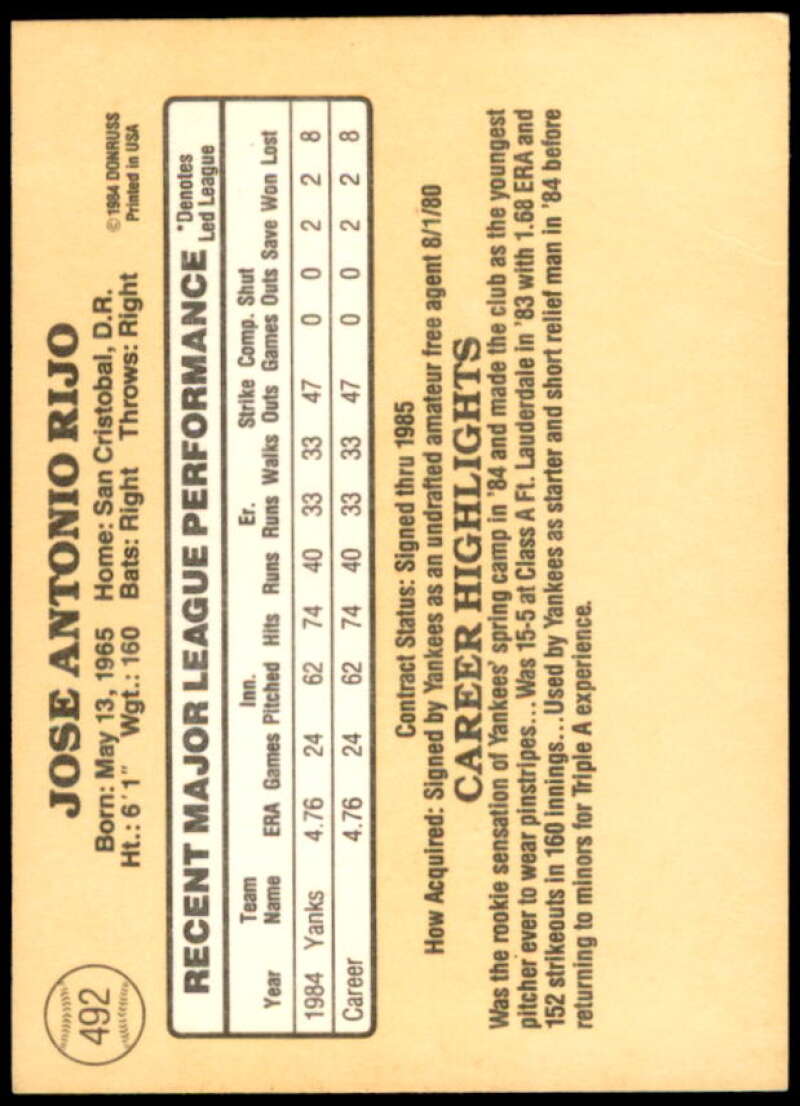 492
JOSE ANTONIO RIJO
Born: May 13, 1965 Home: San Cristobal, D.R.
Ht.: 6'1" Wgt.: 160 Bats: Right Throws: Right
© 1984 DONRUSS
Printed in USA
RECENT MAJOR LEAGUE PERFORMANCE
*Denotes
Led League
Team Inn. Er. Strike Comp. Shut
Year Name ERA Games Pitched Hits Runs Runs Walks Outs Games Outs Save Won Lost
1984 Yanks 4.76 24 62 74 40 33 33 47 0 0 2 2 8
Career 4.76 24 62 74 40 33 33 47 0 0 2 2 8
Contract Status: Signed thru 1985
How Acquired: Signed by Yankees as an undrafted amateur free agent 8/1/80
CAREER HIGHLIGHTS
Was the rookie sensation of Yankees' spring camp in '84 and made the club as the youngest
pitcher ever to wear pinstripes...Was 15-5 at Class A Ft. Lauderdale in '83 with 1.68 ERA and
152 strikeouts in 160 innings...Used by Yankees as starter and short relief man in '84 before
returning to minors for Triple A experience.